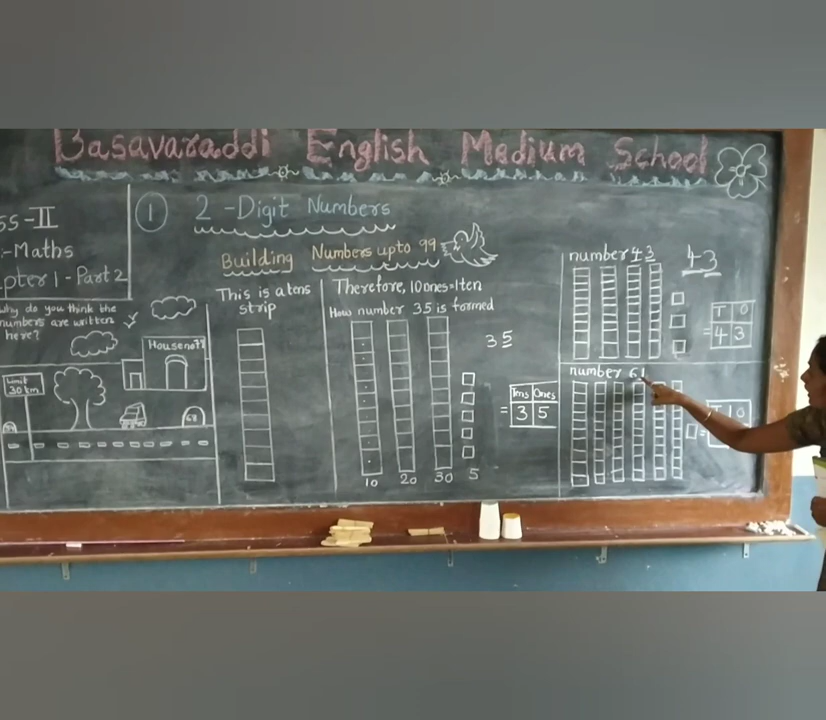 Basavaraddi English Medium School
SS-II
:-Maths
pter 1 - Part 2
① 2 -Digit Numbers
Building Numbers upto 99
Why do you think the
numbers are written
here?
House no
Limit
30 km
68
This is a tens
strip
Therefore, 10 ones=1ten
How number 35 is formed
35
10 20 30 5
=
Tens Ones
3 5
number 43
43
=
T O
4 3
number 61
=
T O